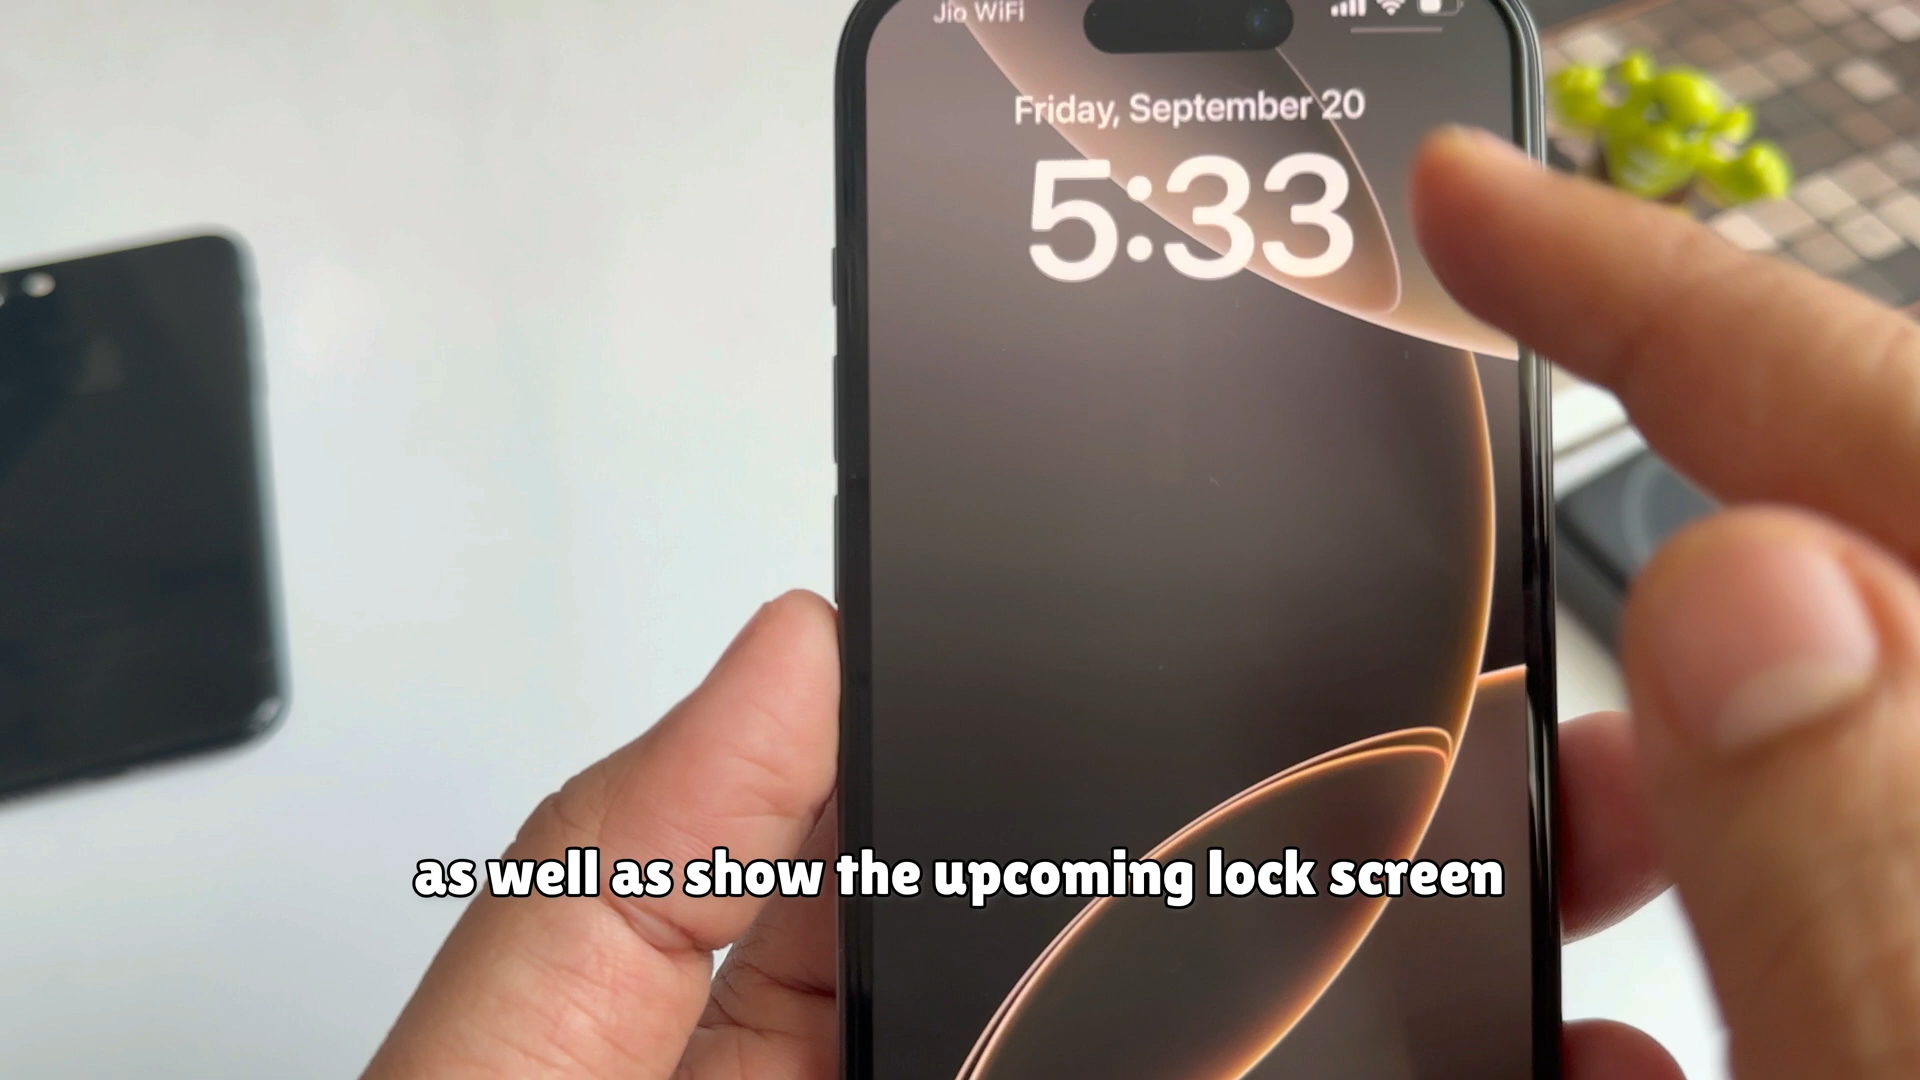 Jio WiFi
Friday, September 20
5:33
as well as show the upcoming lock screen